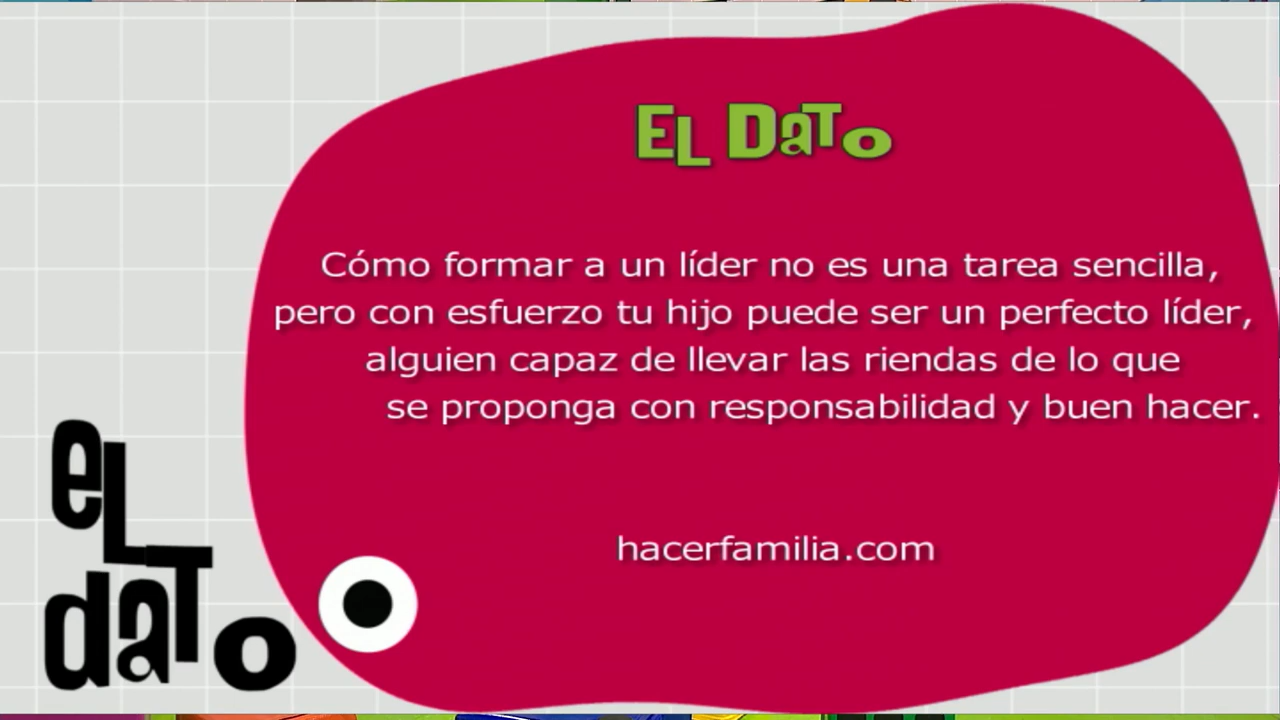 EL DaTo
Cómo formar a un líder no es una tarea sencilla,
pero con esfuerzo tu hijo puede ser un perfecto líder,
alguien capaz de llevar las riendas de lo que
se proponga con responsabilidad y buen hacer.
hacerfamilia.com
eL
daTo